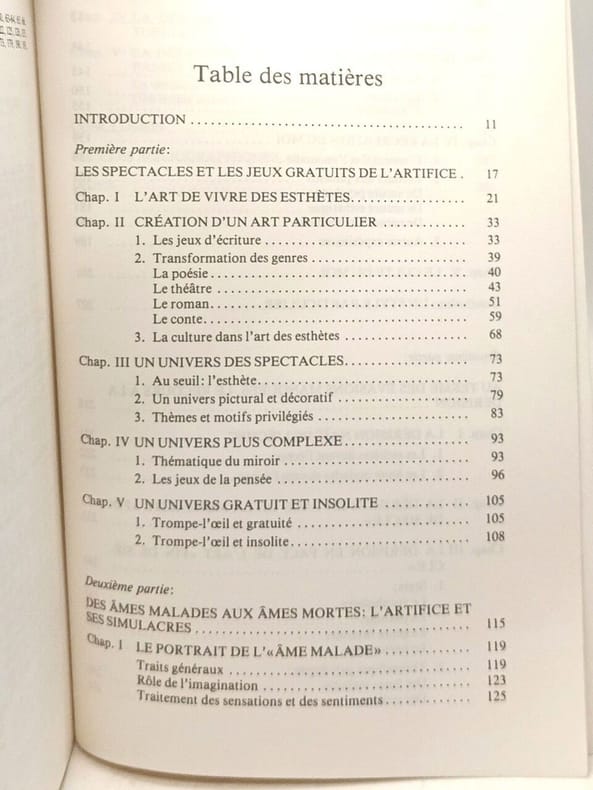 Table des matières
INTRODUCTION ........................................ 11
Première partie:
LES SPECTACLES ET LES JEUX GRATUITS DE L'ARTIFICE . 17
Chap. I L'ART DE VIVRE DES ESTHÈTES................. 21
Chap. II CRÉATION D'UN ART PARTICULIER ............ 33
1. Les jeux d'écriture .............................. 33
2. Transformation des genres ....................... 39
La poésie...................................... 40
Le théâtre ..................................... 43
Le roman...................................... 51
Le conte....................................... 59
3. La culture dans l'art des esthètes ................... 68
Chap. III UN UNIVERS DES SPECTACLES.................. 73
1. Au seuil: l'esthète............................... 73
2. Un univers pictural et décoratif .................... 79
3. Thèmes et motifs privilégiés ...................... 83
Chap. IV UN UNIVERS PLUS COMPLEXE.................. 93
1. Thématique du miroir ........................... 93
2. Les jeux de la pensée ............................ 96
Chap. V UN UNIVERS GRATUIT ET INSOLITE ............ 105
1. Trompe-l'œil et gratuité .......................... 105
2. Trompe-l'œil et insolite........................... 108
Deuxième partie:
DES ÂMES MALADES AUX ÂMES MORTES: L'ARTIFICE ET
SES SIMULACRES ..................................... 115
Chap. I LE PORTRAIT DE L'«ÂME MALADE» ............. 119
Traits généraux ................................. 119
Rôle de l'imagination ............................ 123
Traitement des sensations et des sentiments............ 125